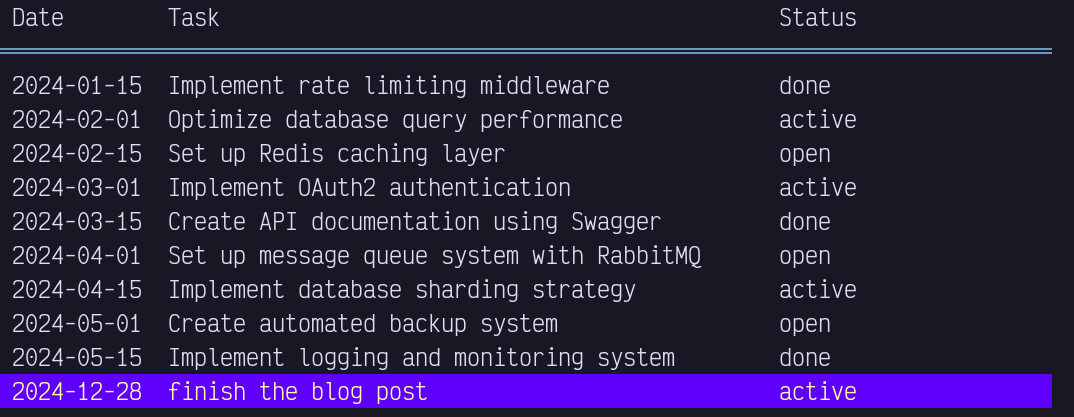 Date Task Status
2024-01-15 Implement rate limiting middleware done
2024-02-01 Optimize database query performance active
2024-02-15 Set up Redis caching layer open
2024-03-01 Implement OAuth2 authentication active
2024-03-15 Create API documentation using Swagger done
2024-04-01 Set up message queue system with RabbitMQ open
2024-04-15 Implement database sharding strategy active
2024-05-01 Create automated backup system open
2024-05-15 Implement logging and monitoring system done
2024-12-28 finish the blog post active